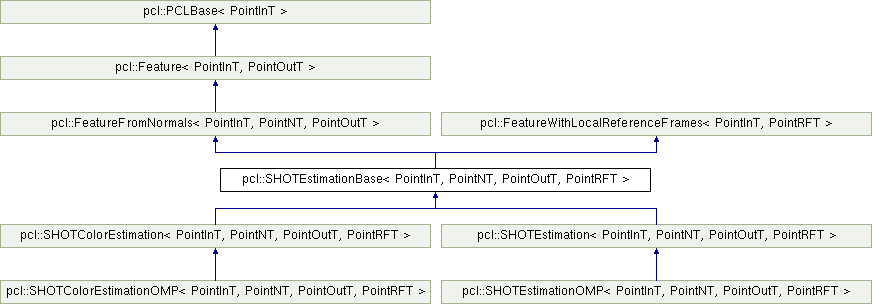 pcl::PCLBase< PointInT >
pcl::Feature< PointInT, PointOutT >
pcl::FeatureFromNormals< PointInT, PointNT, PointOutT >
pcl::FeatureWithLocalReferenceFrames< PointInT, PointRFT >
pcl::SHOTEstimationBase< PointInT, PointNT, PointOutT, PointRFT >
pcl::SHOTColorEstimation< PointInT, PointNT, PointOutT, PointRFT >
pcl::SHOTEstimation< PointInT, PointNT, PointOutT, PointRFT >
pcl::SHOTColorEstimationOMP< PointInT, PointNT, PointOutT, PointRFT >
pcl::SHOTEstimationOMP< PointInT, PointNT, PointOutT, PointRFT >